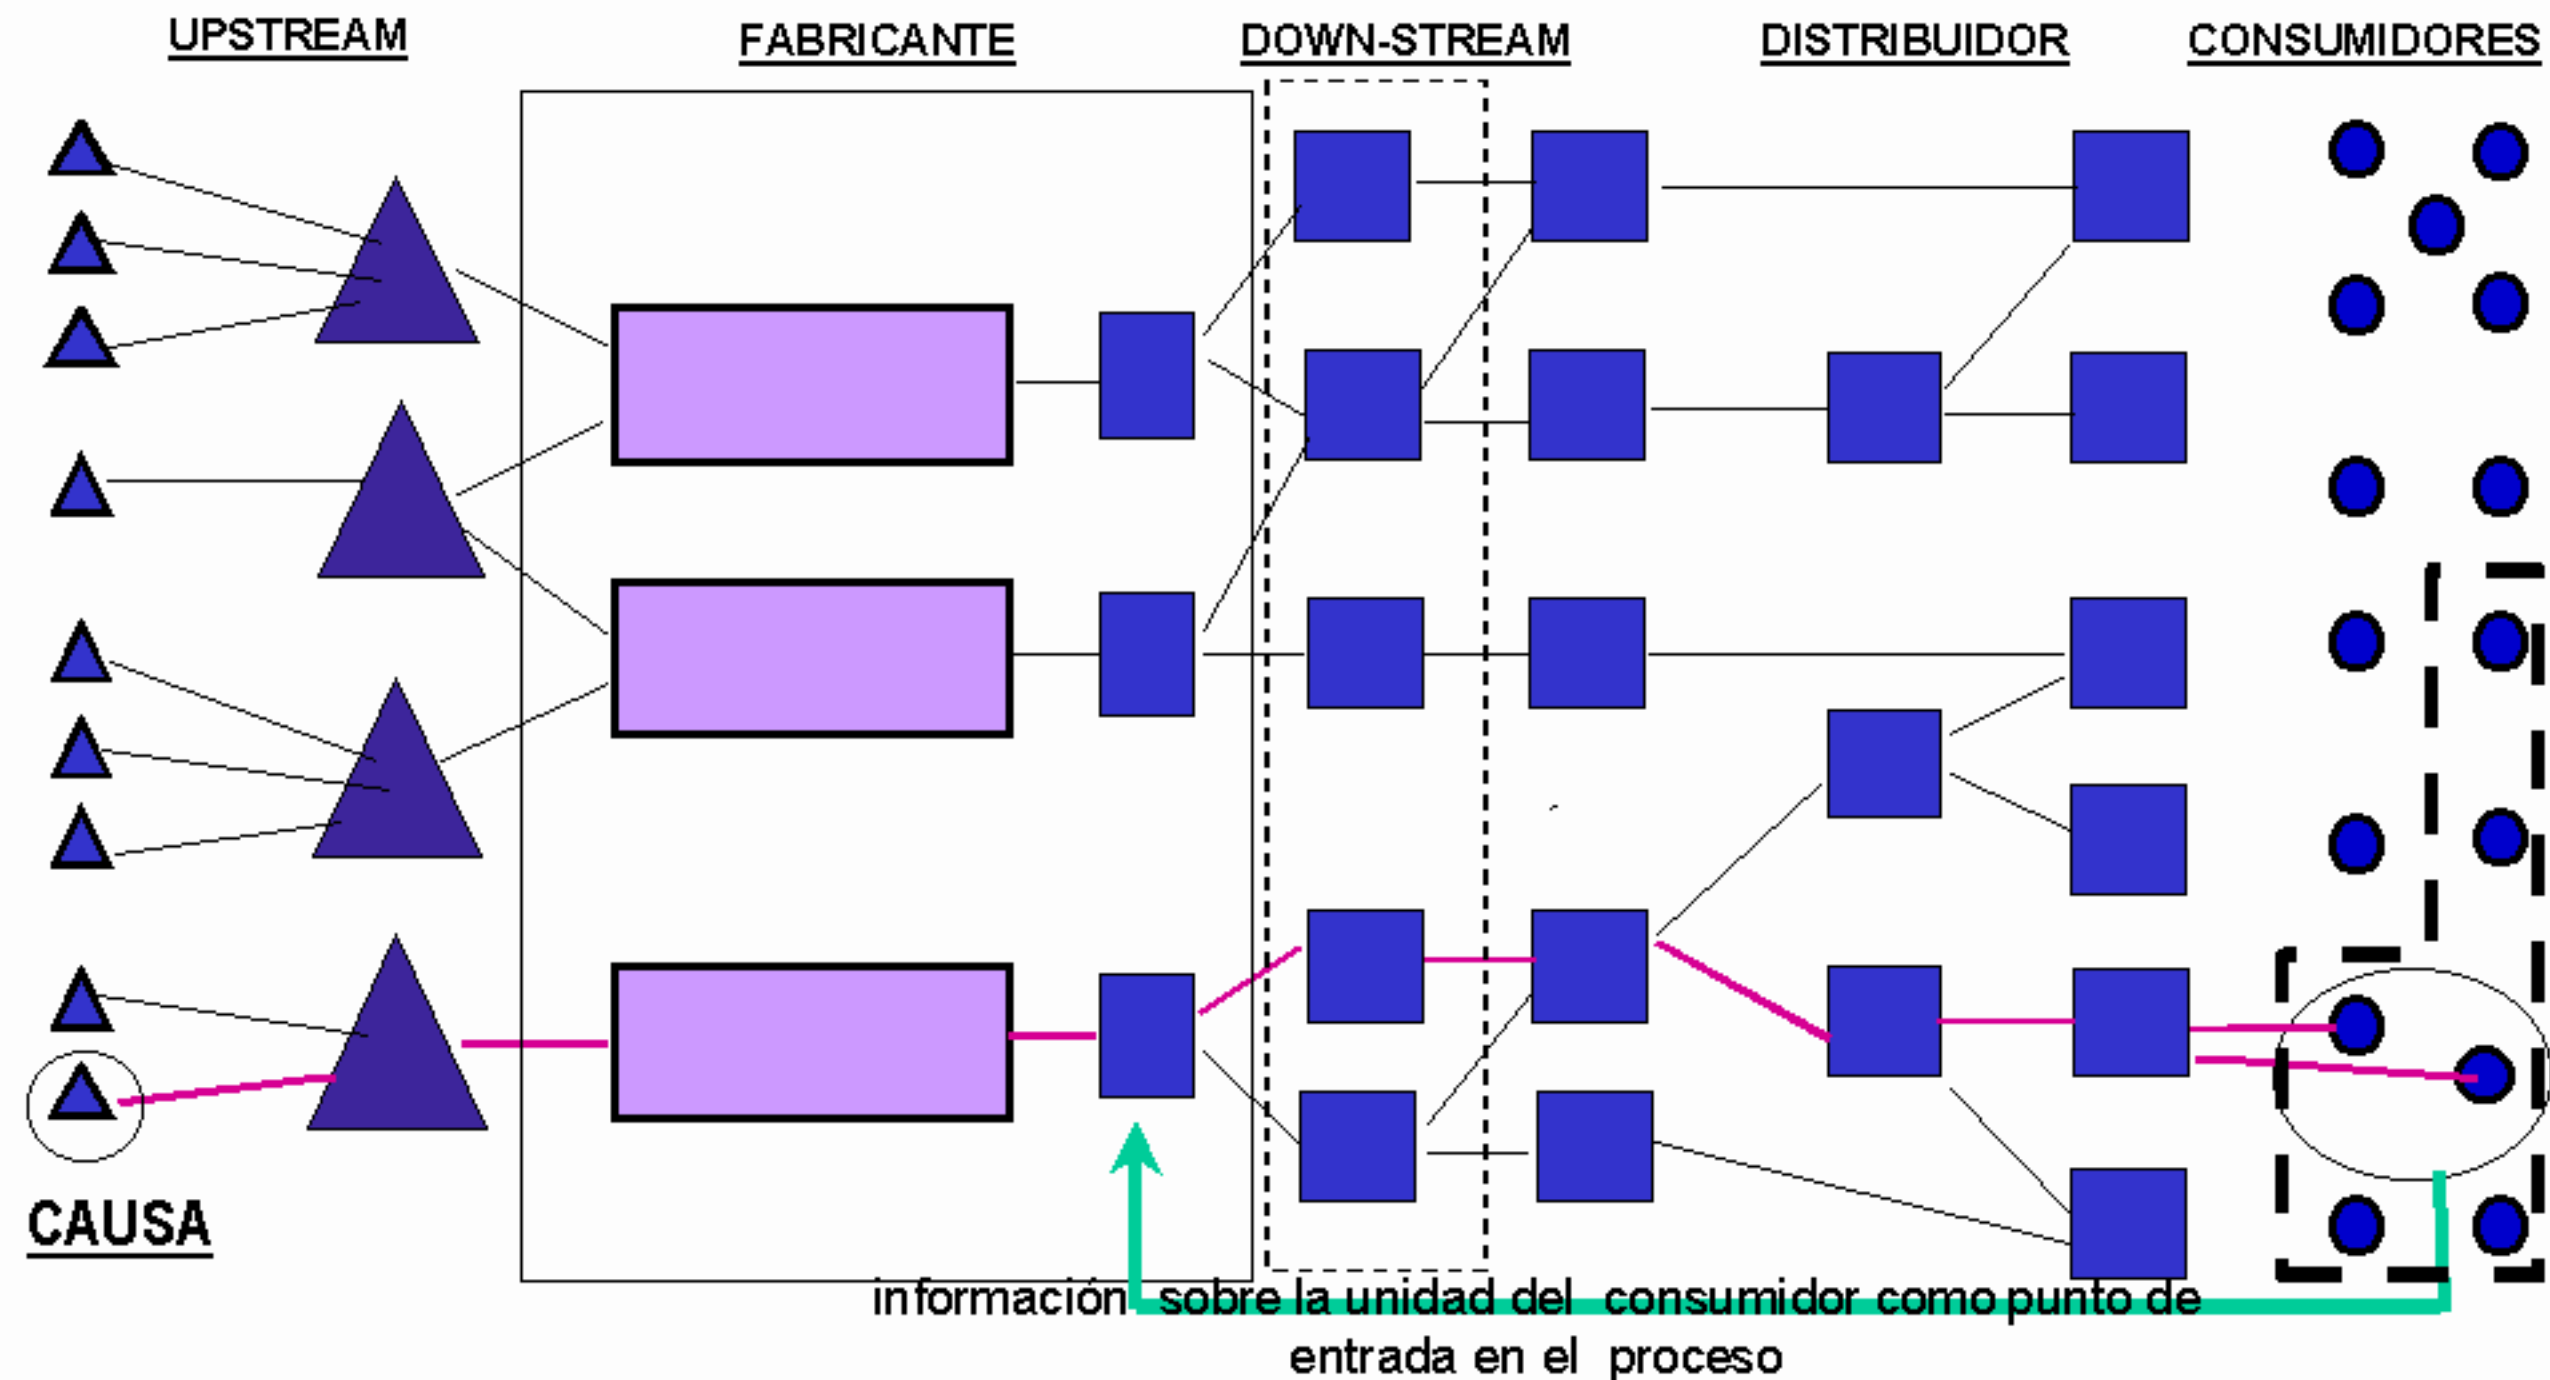 UPSTREAM FABRICANTE DOWN-STREAM DISTRIBUIDOR CONSUMIDORES
CAUSA
información sobre la unidad del consumidor como punto de
entrada en el proceso